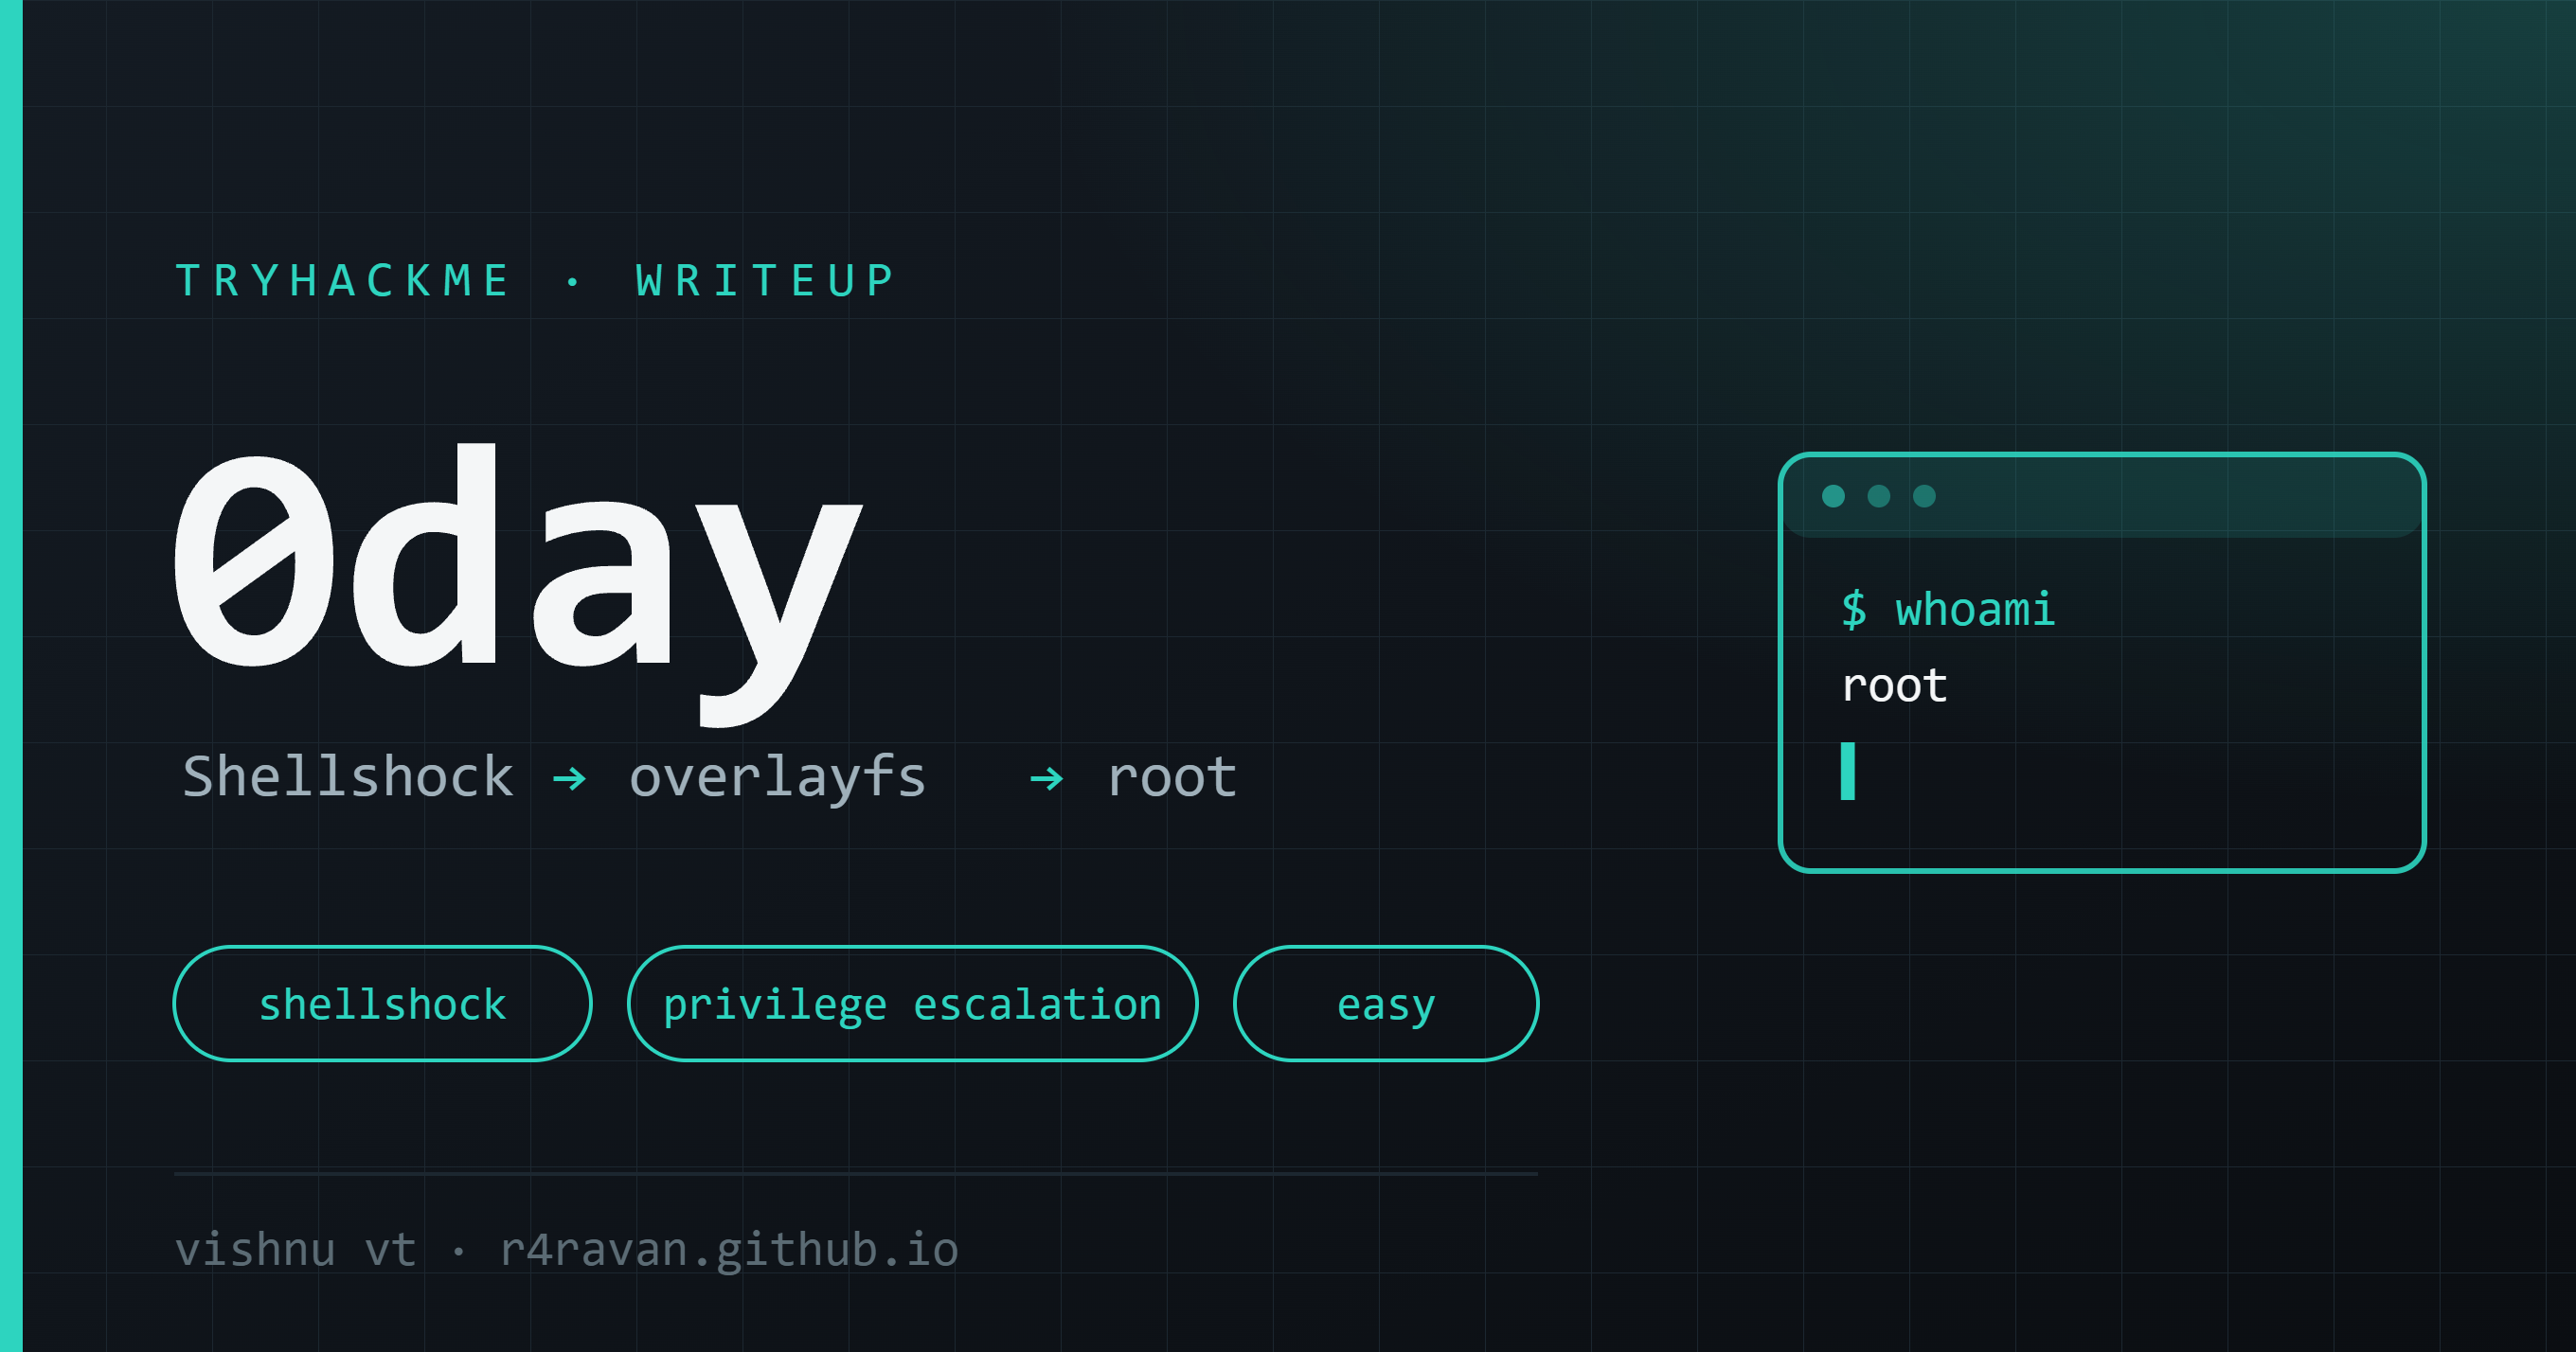 TRYHACKME · WRITEUP
0day
Shellshock → overlayfs → root
shellshock
privilege escalation
easy
vishnu vt · r4ravan.github.io
$ whoami
root